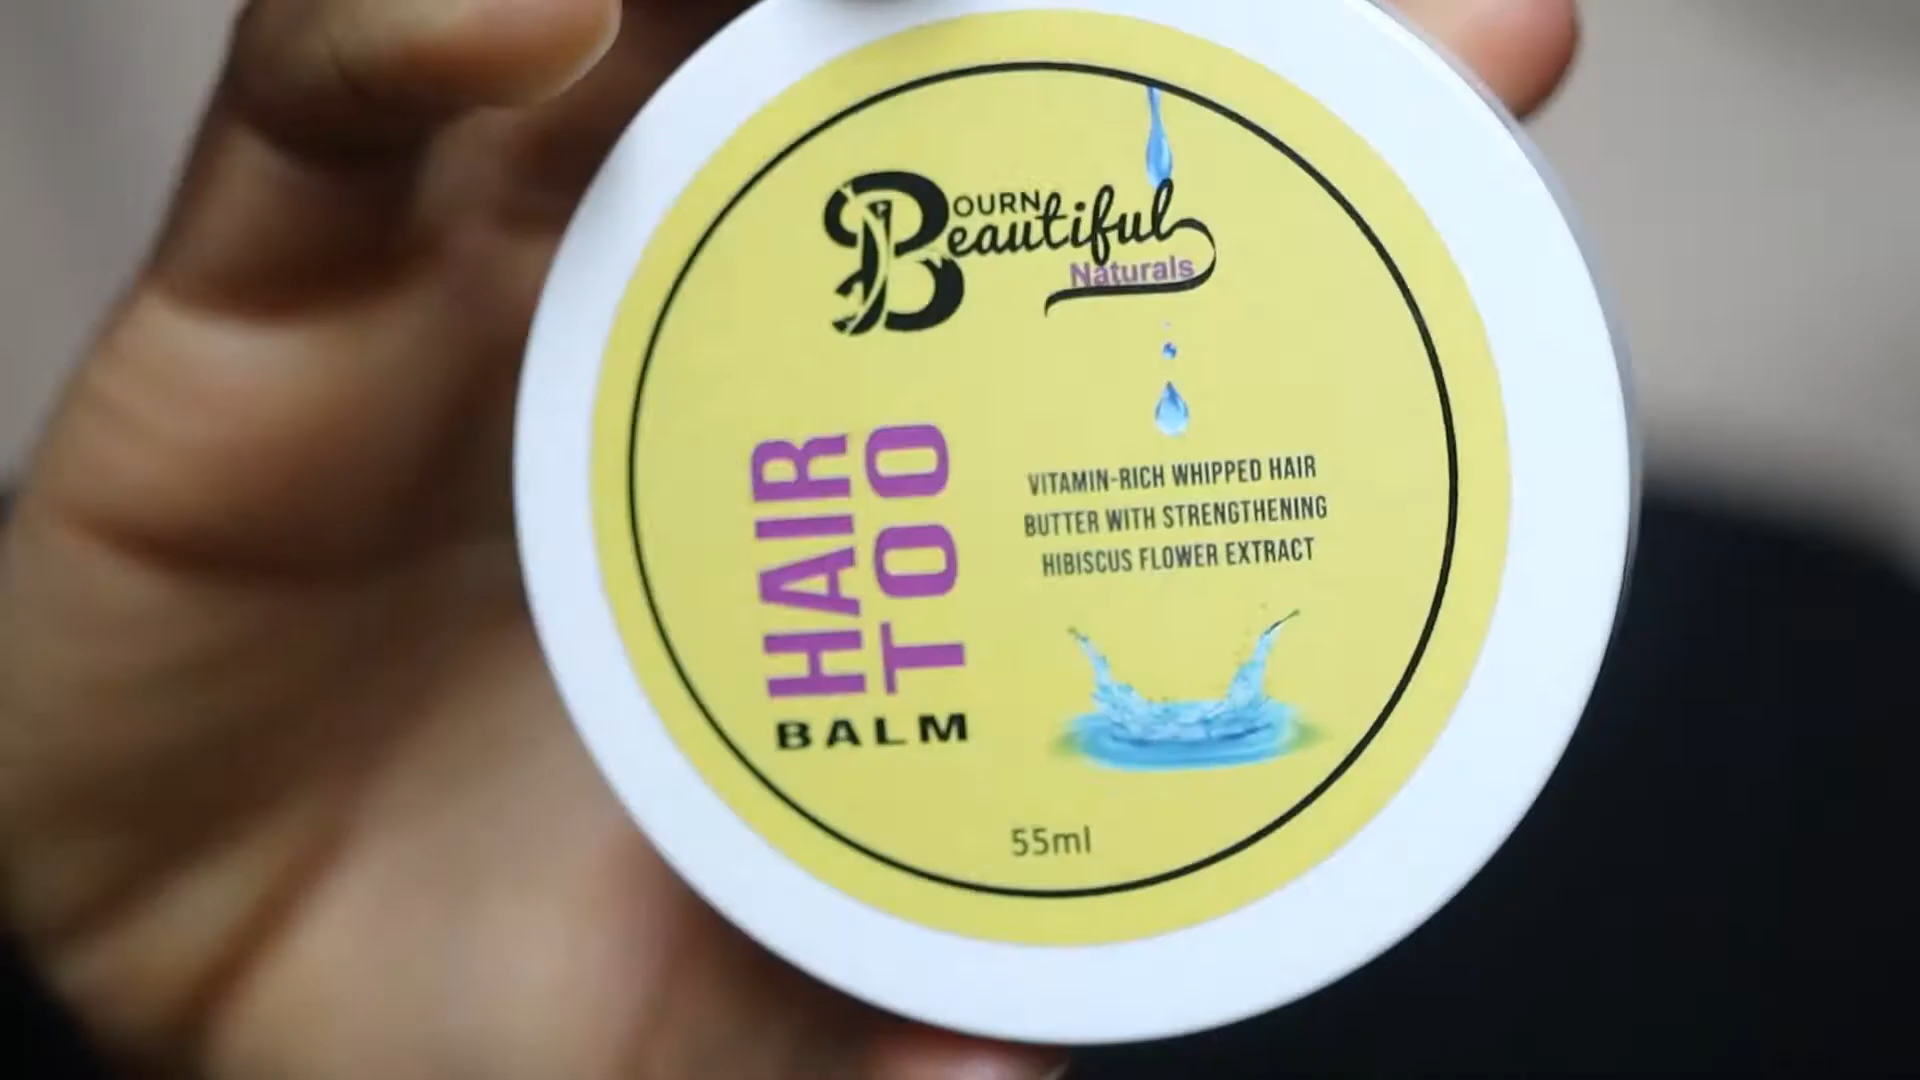 BOURN
Beautiful
Naturals
HAIR
TOO
BALM
VITAMIN-RICH WHIPPED HAIR
BUTTER WITH STRENGTHENING
HIBISCUS FLOWER EXTRACT
55ml